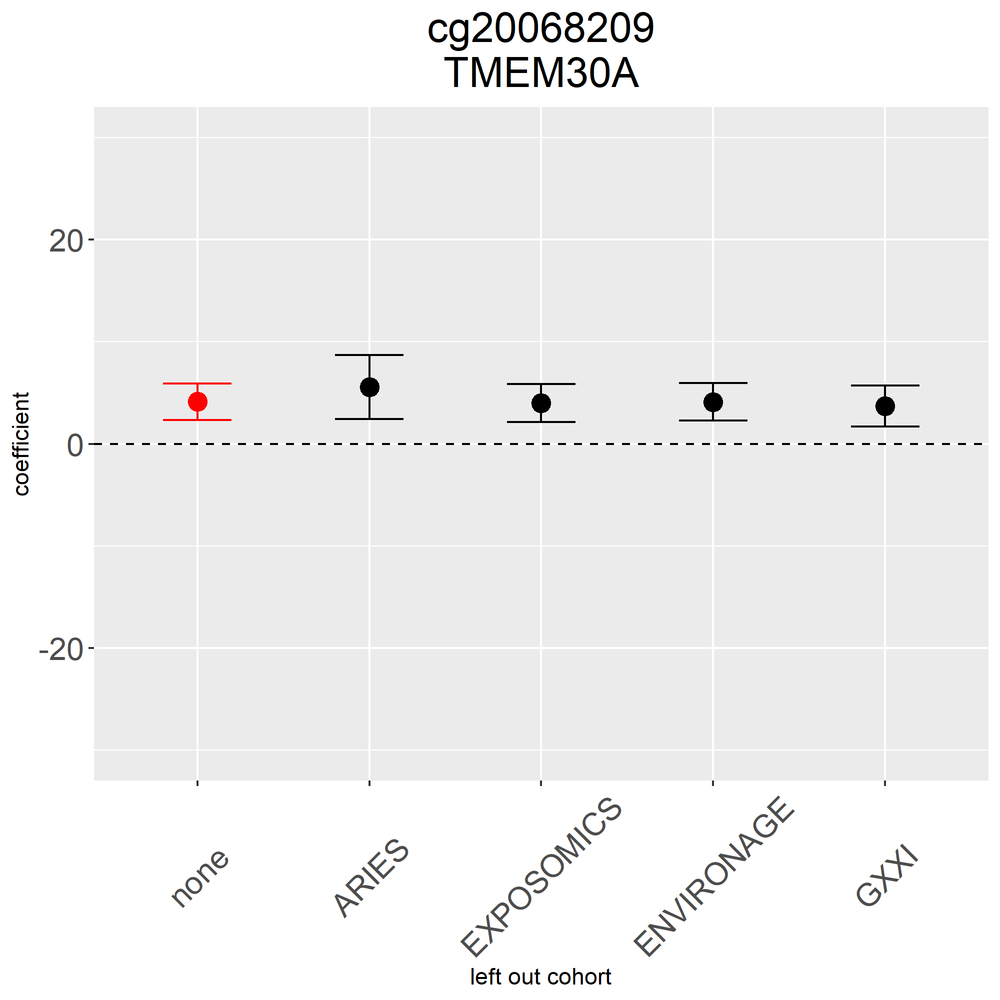 cg20068209
TMEM30A
coefficient
20
0
-20
none
ARIES
EXPOSOMICS
ENVIRONAGE
GXXI
left out cohort